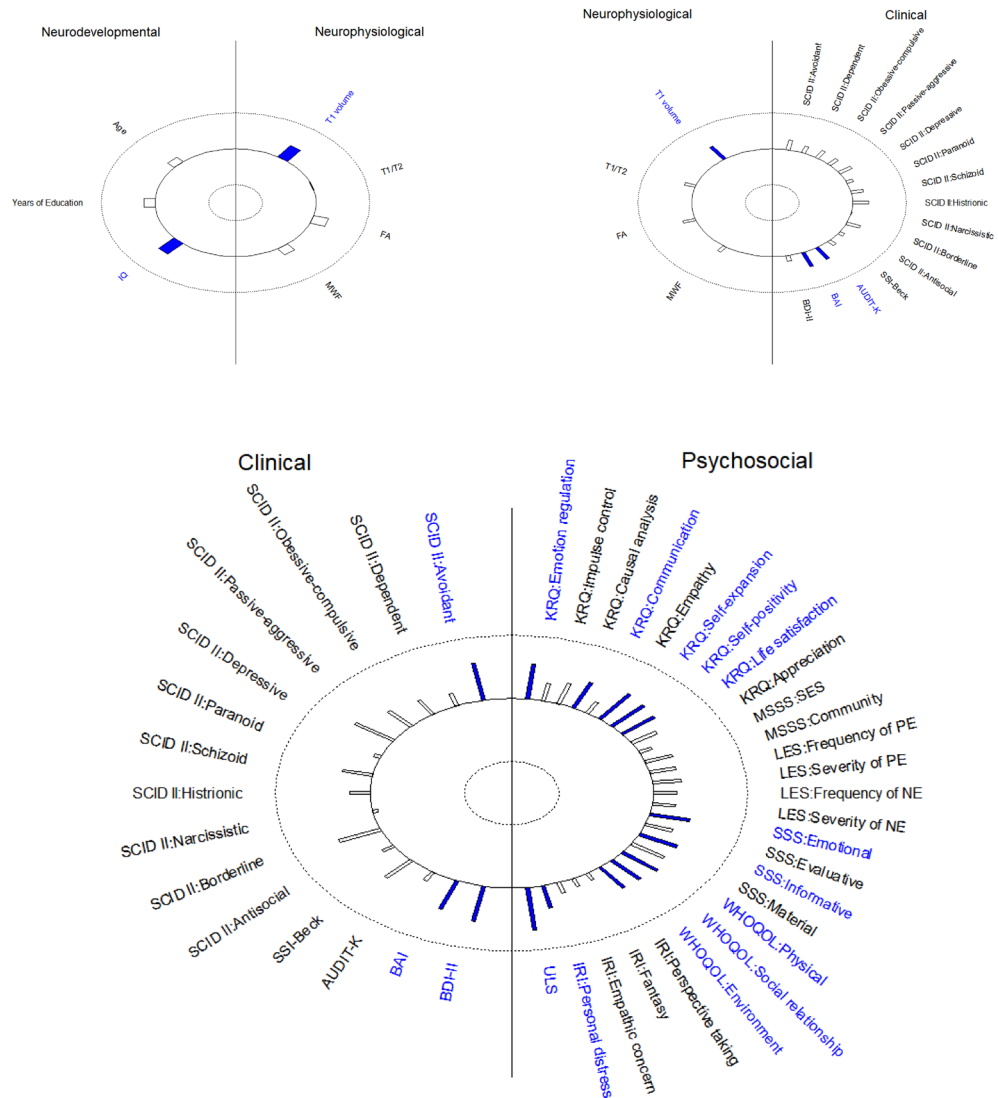 Neurodevelopmental
Neurophysiological
T1 volume
T1/T2
FA
MWF
Age
Years of Education
IQ
Neurophysiological
Clinical
T1 volume
T1/T2
FA
MWF
SCID II:Avoidant
SCID II:Dependent
SCID II:Obessive-compulsive
SCID II:Passive-aggressive
SCID II:Depressive
SCID II:Paranoid
SCID II:Schizoid
SCID II:Histrionic
SCID II:Narcissistic
SCID II:Borderline
SCID II:Antisocial
SSI-Beck
AUDIT-K
BAI
BDI-II
Clinical
Psychosocial
SCID II:Avoidant
SCID II:Dependent
SCID II:Obessive-compulsive
SCID II:Passive-aggressive
SCID II:Depressive
SCID II:Paranoid
SCID II:Schizoid
SCID II:Histrionic
SCID II:Narcissistic
SCID II:Borderline
SCID II:Antisocial
SSI-Beck
AUDIT-K
BAI
BDI-II
KRQ:Emotion regulation
KRQ:Impulse control
KRQ:Causal analysis
KRQ:Communication
KRQ:Empathy
KRQ:Self-expansion
KRQ:Self-positivity
KRQ:Life satisfaction
KRQ:Appreciation
MSSS:SES
MSSS:Community
LES:Frequency of PE
LES:Severity of PE
LES:Frequency of NE
LES:Severity of NE
SSS:Emotional
SSS:Evaluative
SSS:Informative
SSS:Material
WHOQOL:Physical
WHOQOL:Social relationship
WHOQOL:Environment
IRI:Perspective taking
IRI:Fantasy
IRI:Empathic concern
IRI:Personal distress
ULS